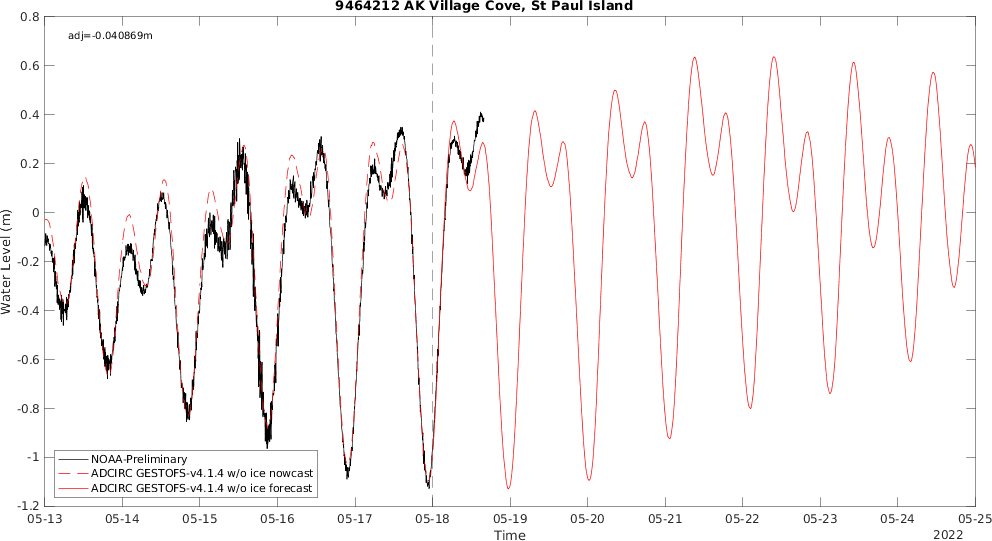 9464212 AK Village Cove, St Paul Island
adj=-0.040869m
0.8
0.6
0.4
0.2
0
-0.2
-0.4
-0.6
-0.8
-1
-1.2
Water Level (m)
NOAA-Preliminary
ADCIRC GESTOFS-v4.1.4 w/o ice nowcast
ADCIRC GESTOFS-v4.1.4 w/o ice forecast
05-13 05-14 05-15 05-16 05-17 05-18 05-19 05-20 05-21 05-22 05-23 05-24 05-25
Time
2022